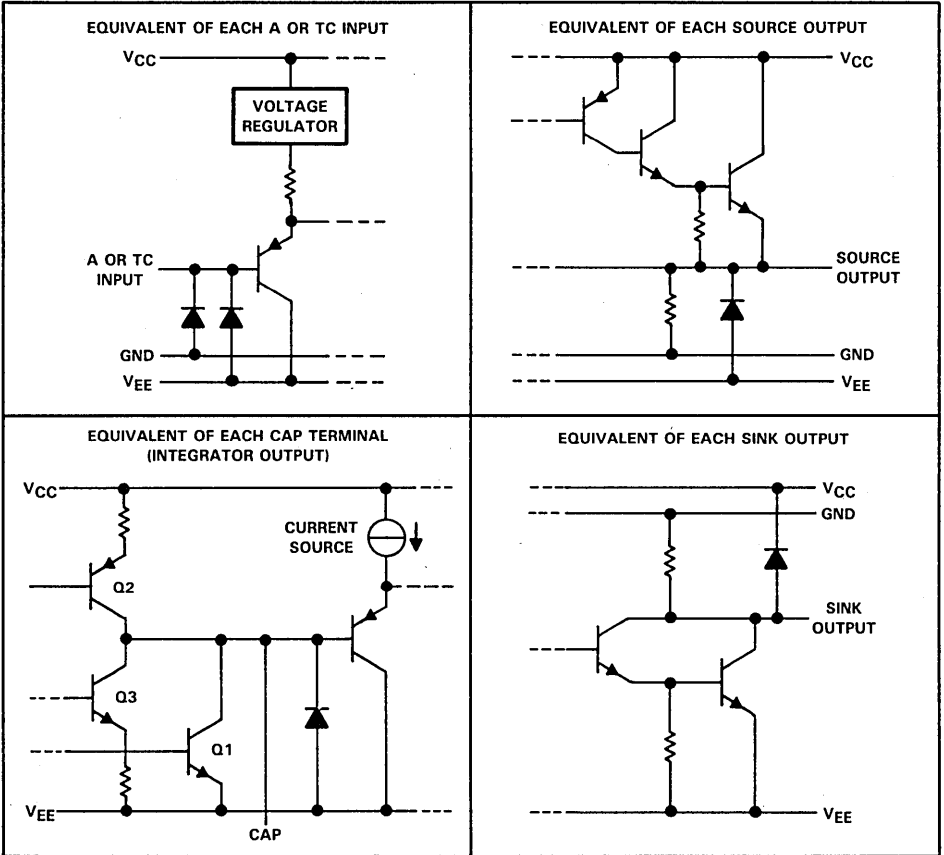 EQUIVALENT OF EACH A OR TC INPUT
VCC
VOLTAGE
REGULATOR
A OR TC
INPUT
GND
VEE
EQUIVALENT OF EACH SOURCE OUTPUT
VCC
SOURCE
OUTPUT
GND
VEE
EQUIVALENT OF EACH CAP TERMINAL
(INTEGRATOR OUTPUT)
VCC
CURRENT
SOURCE
Q2
Q3
Q1
VEE
CAP
EQUIVALENT OF EACH SINK OUTPUT
VCC
GND
SINK
OUTPUT
VEE